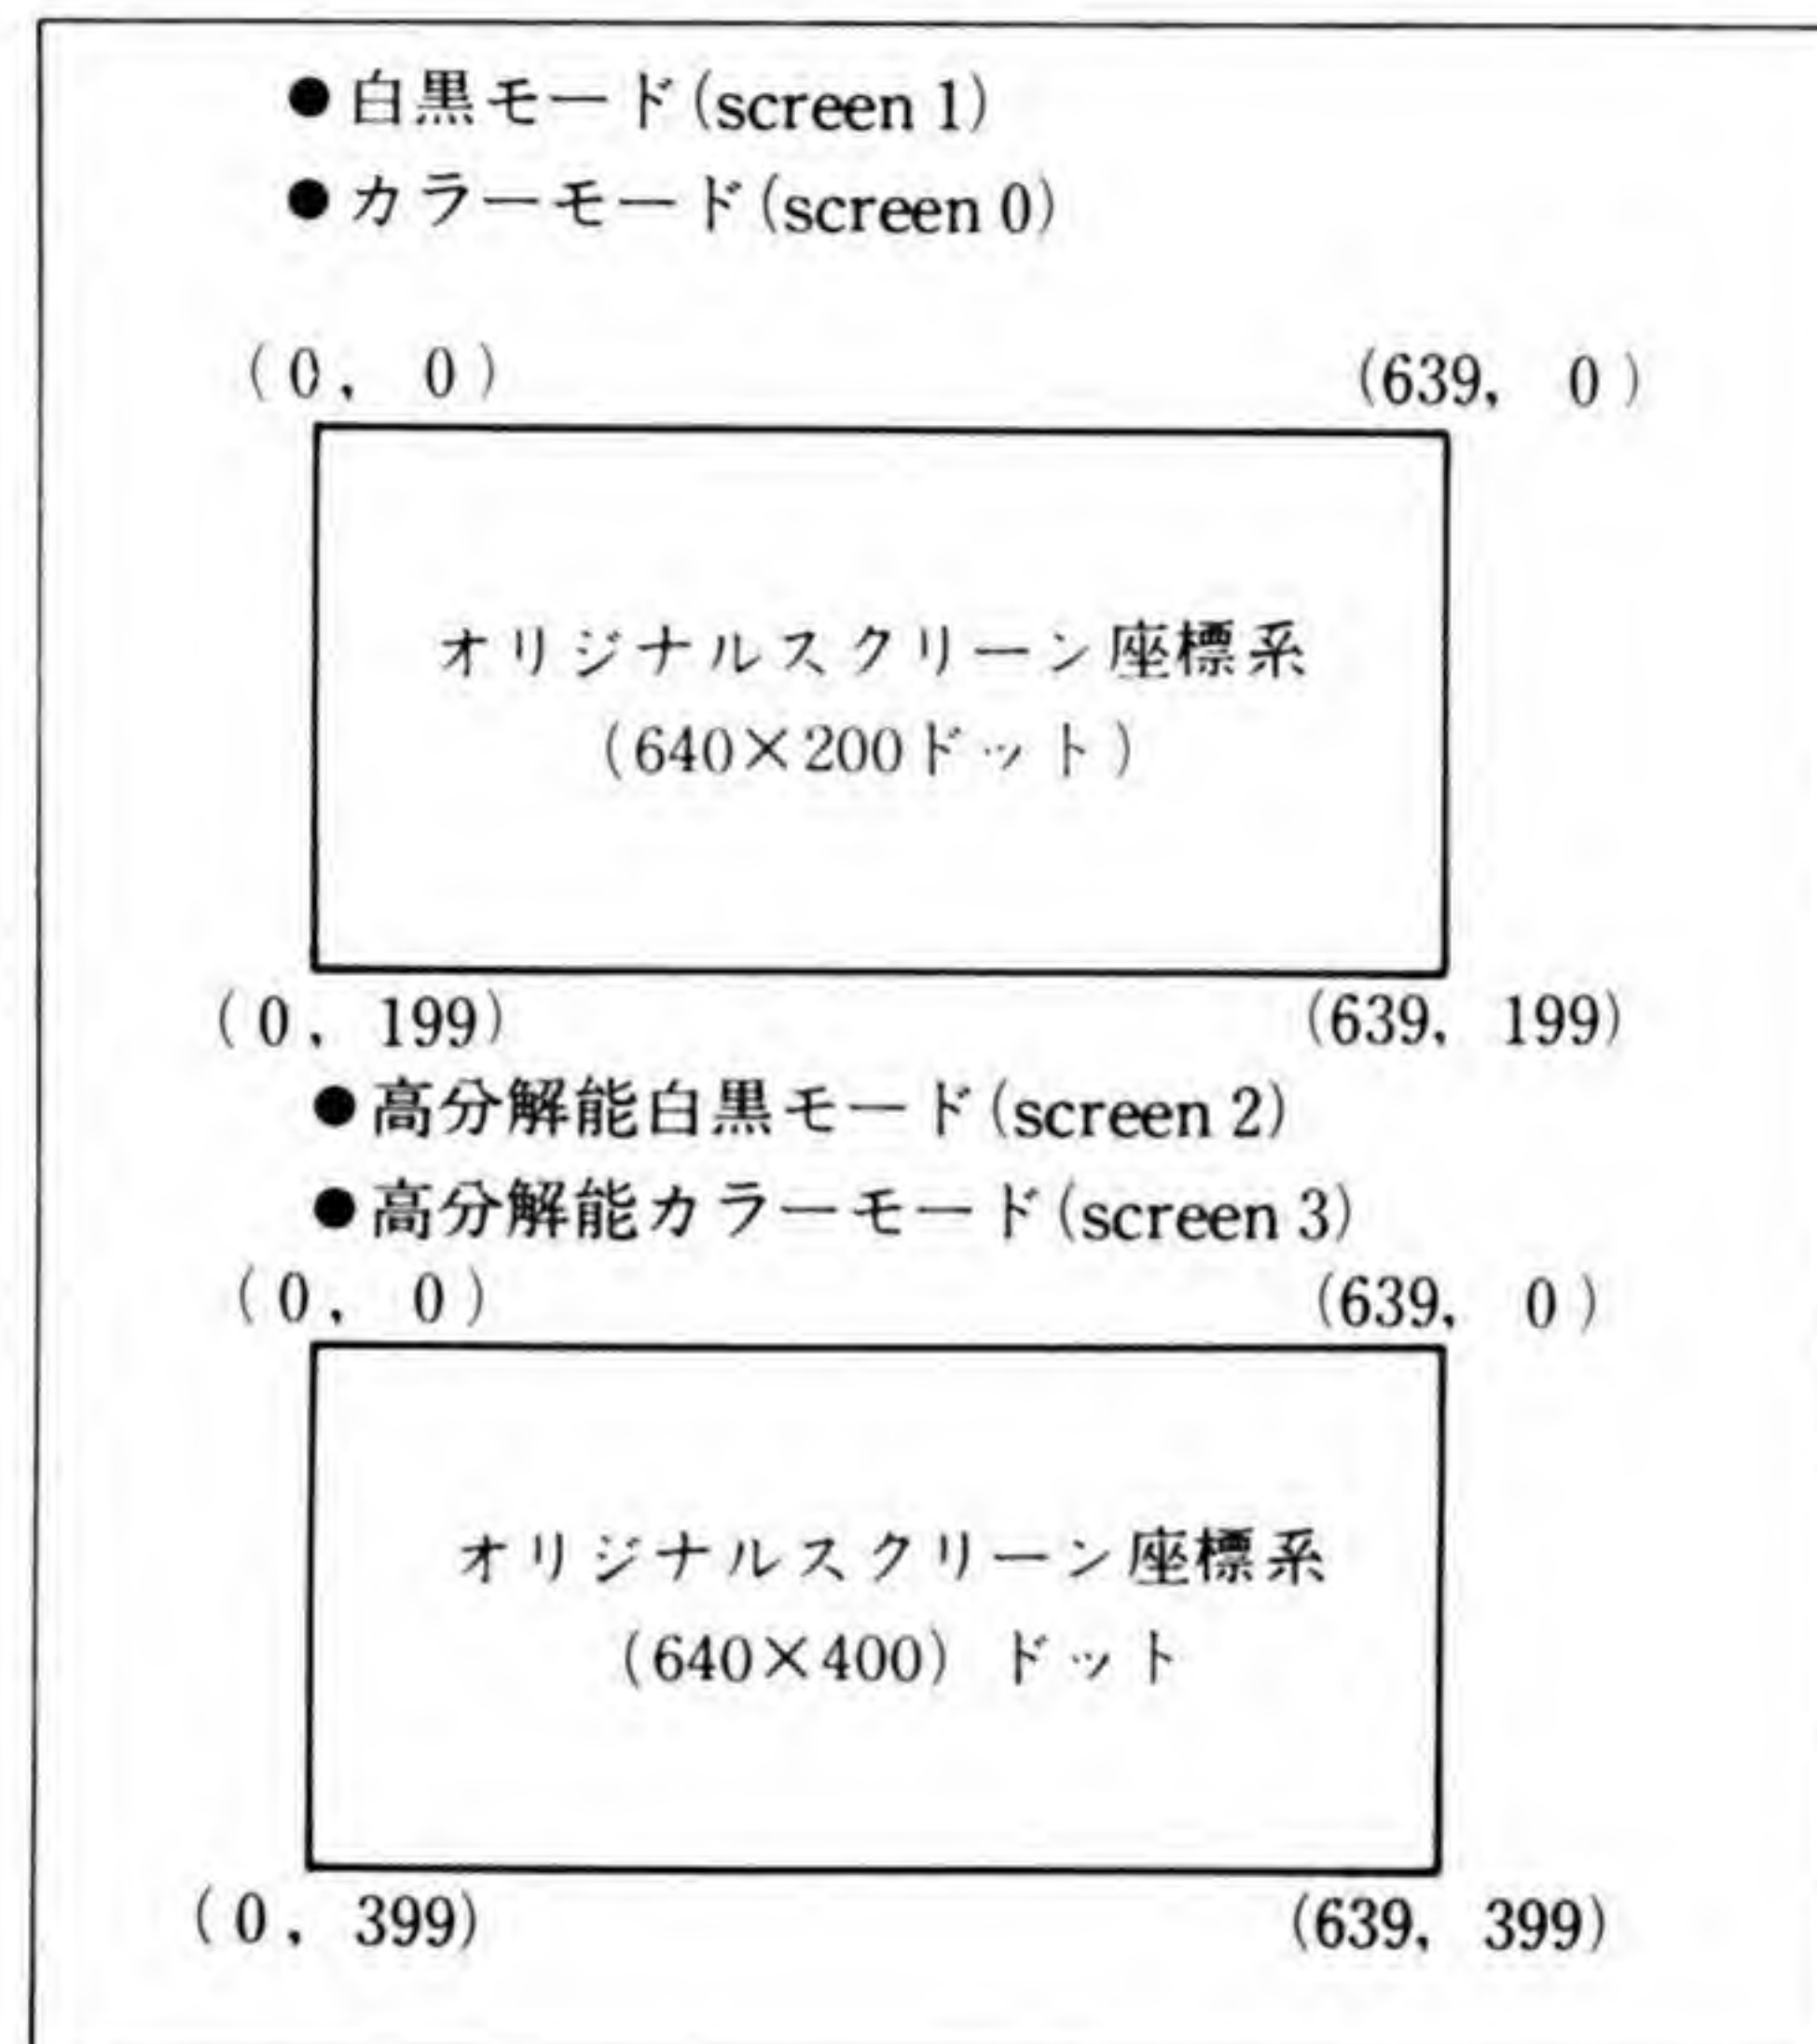 ●白黒モード(screen 1)
●カラーモード(screen 0)
(0, 0) (639, 0)
オリジナルスクリーン座標系
(640×200ドット)
(0, 199) (639, 199)
●高分解能白黒モード(screen 2)
●高分解能カラーモード(screen 3)
(0, 0) (639, 0)
オリジナルスクリーン座標系
(640×400) ドット
(0, 399) (639, 399)